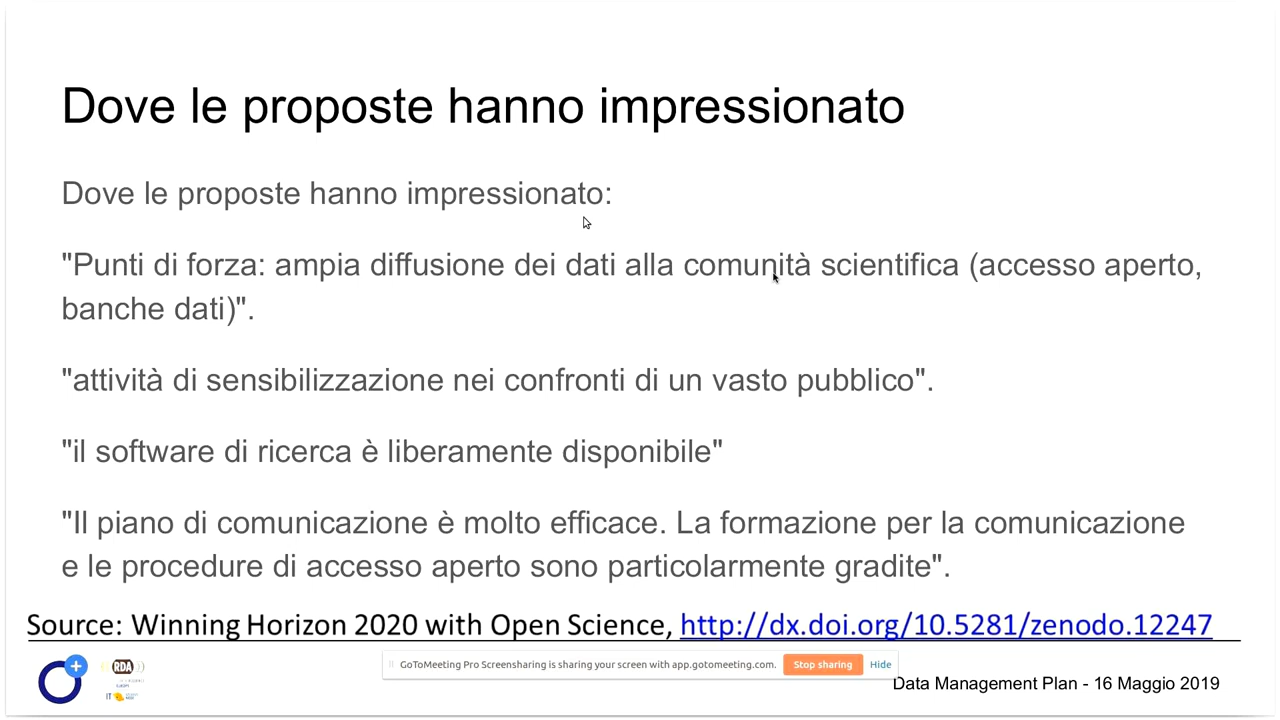 Dove le proposte hanno impressionato
Dove le proposte hanno impressionato:
"Punti di forza: ampia diffusione dei dati alla comunità scientifica (accesso aperto,
banche dati)".
"attività di sensibilizzazione nei confronti di un vasto pubblico".
"il software di ricerca è liberamente disponibile"
"Il piano di comunicazione è molto efficace. La formazione per la comunicazione
e le procedure di accesso aperto sono particolarmente gradite".
Source: Winning Horizon 2020 with Open Science, http://dx.doi.org/10.5281/zenodo.12247
GoToMeeting Pro Screensharing is sharing your screen with app.gotomeeting.com. Stop sharing Hide
RDA
IT
Data Management Plan - 16 Maggio 2019